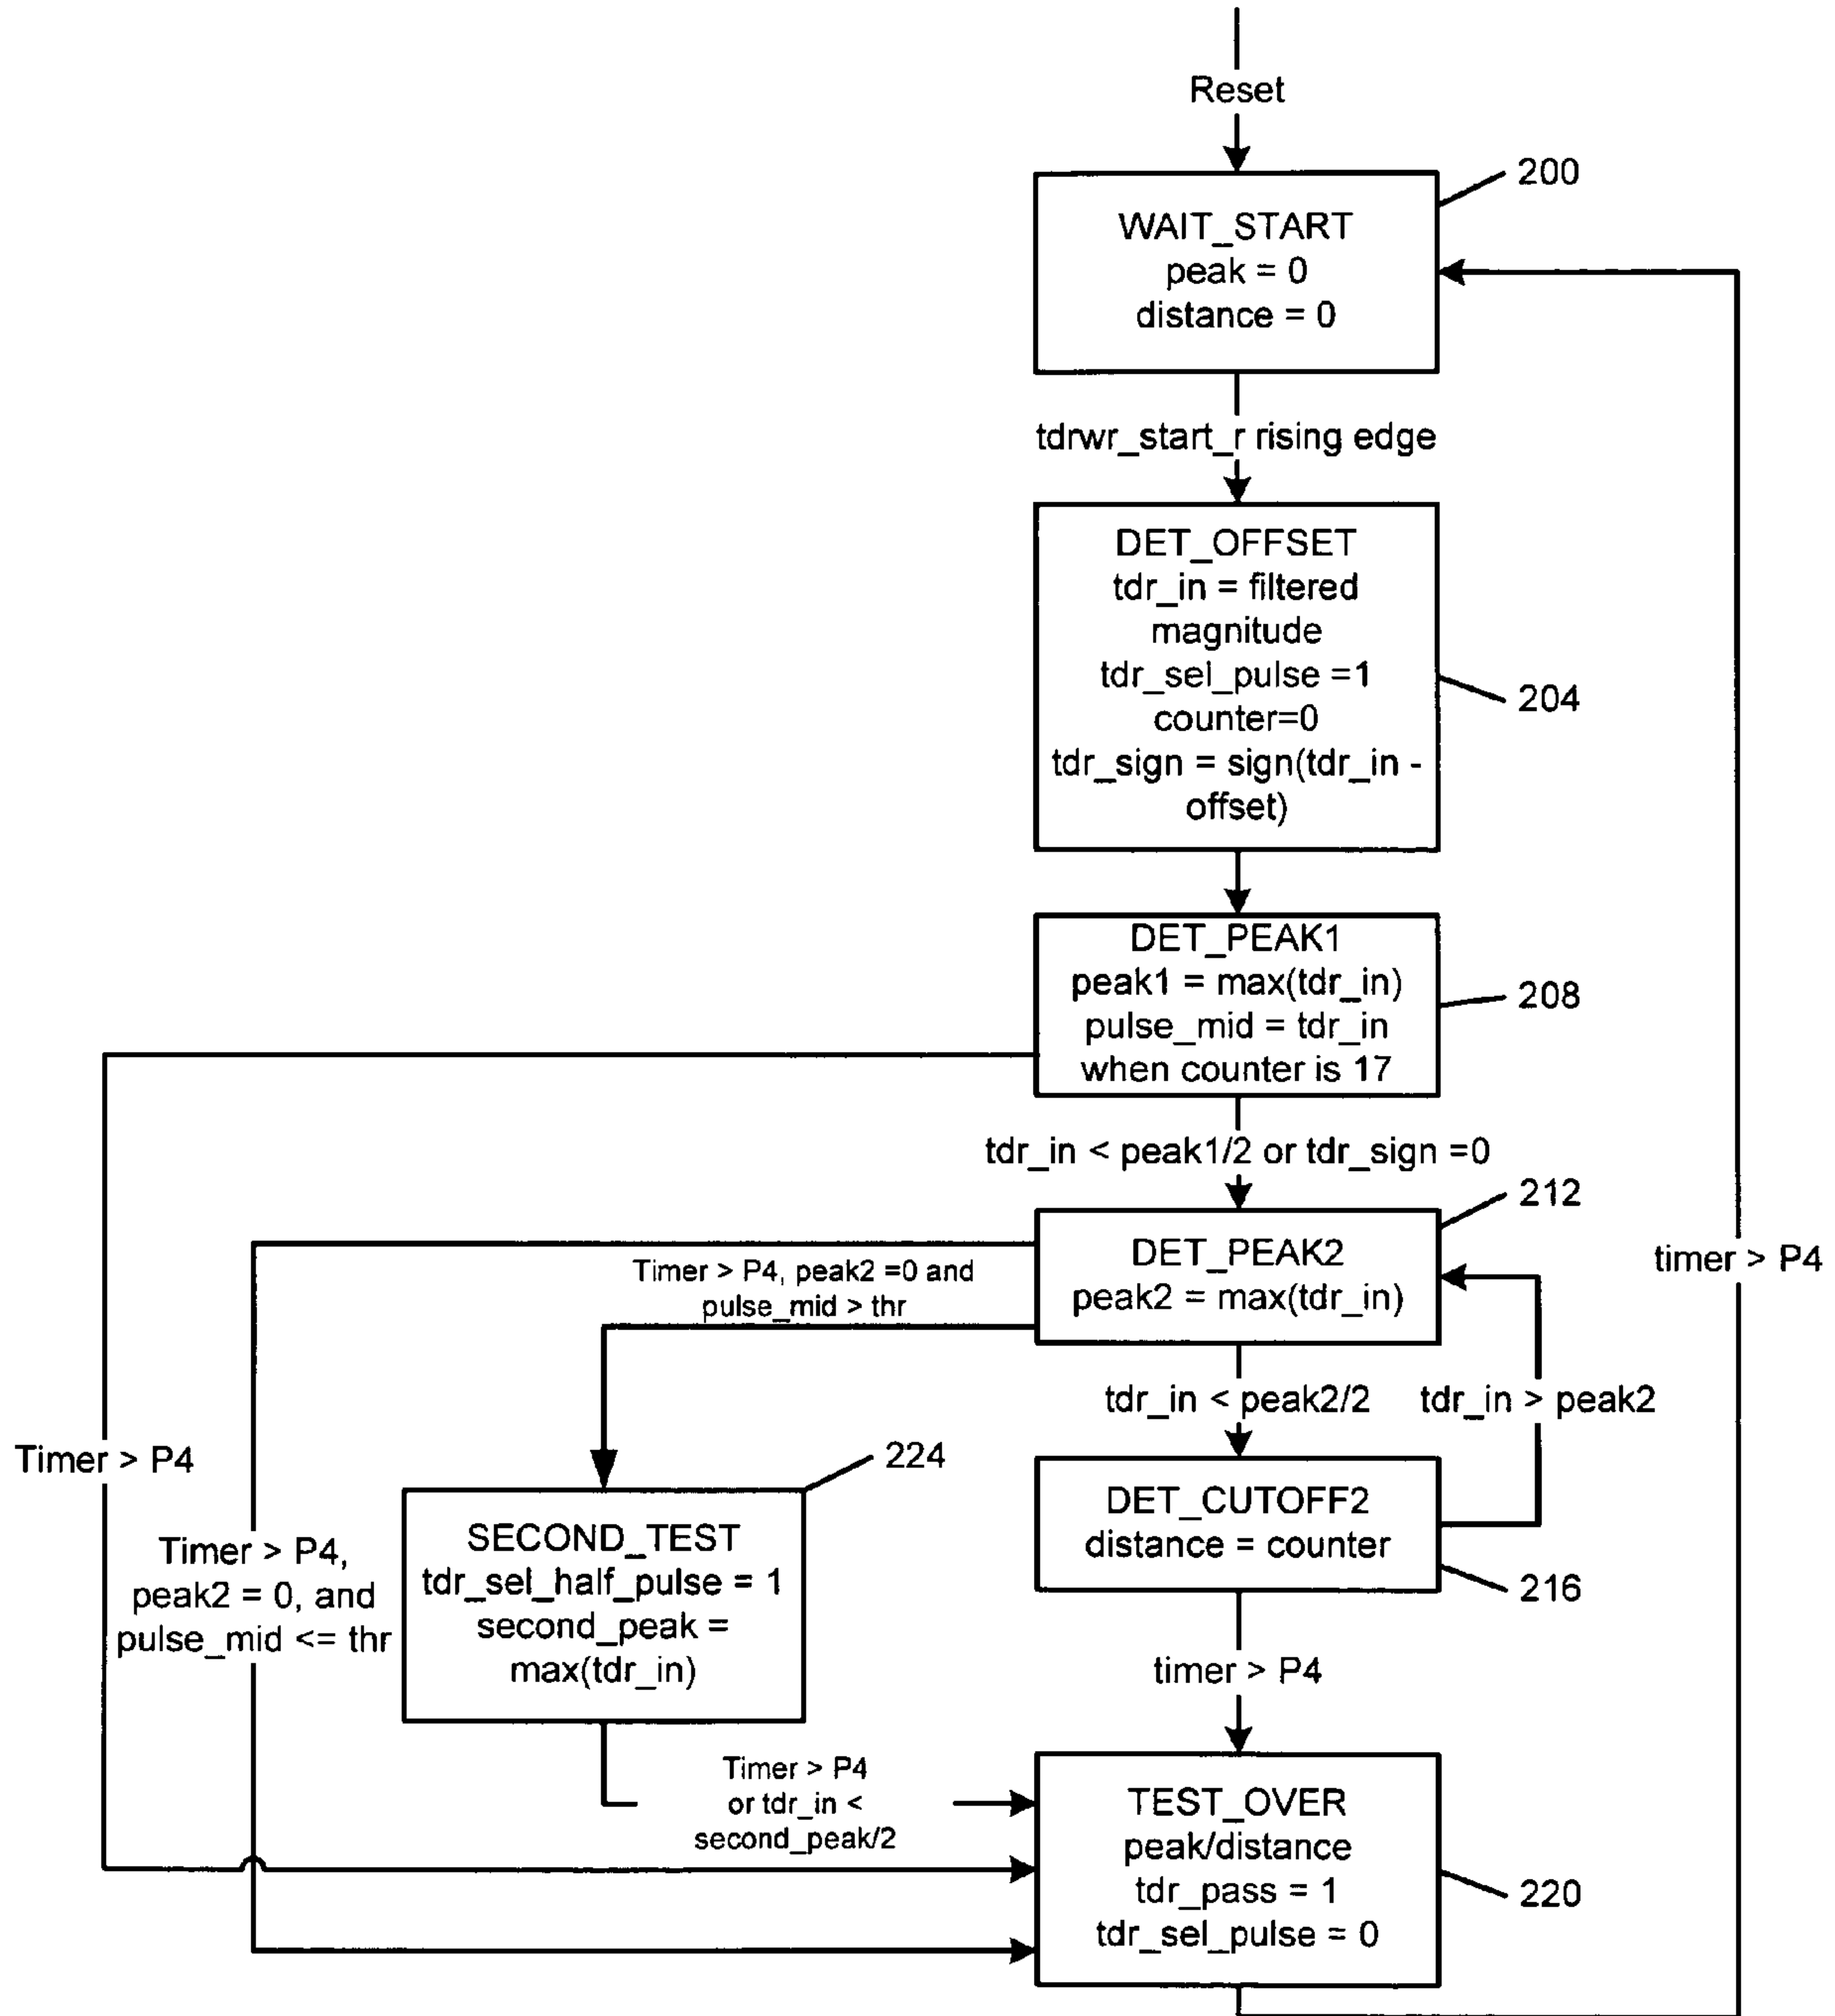 Reset
200
WAIT_START
peak = 0
distance = 0
tdrwr_start_r rising edge
DET_OFFSET
tdr_in = filtered
magnitude
tdr_sel_pulse =1
counter=0
tdr_sign = sign(tdr_in -
offset)
204
DET_PEAK1
peak1 = max(tdr_in)
pulse_mid = tdr_in
when counter is 17
208
tdr_in < peak1/2 or tdr_sign =0
212
DET_PEAK2
peak2 = max(tdr_in)
Timer > P4, peak2 =0 and
pulse_mid > thr
timer > P4
tdr_in < peak2/2
tdr_in > peak2
Timer > P4
224
DET_CUTOFF2
distance = counter
216
SECOND_TEST
tdr_sel_half_pulse = 1
second_peak =
max(tdr_in)
Timer > P4,
peak2 = 0, and
pulse_mid <= thr
timer > P4
Timer > P4
or tdr_in <
second_peak/2
TEST_OVER
peak/distance
tdr_pass = 1
tdr_sel_pulse = 0
220